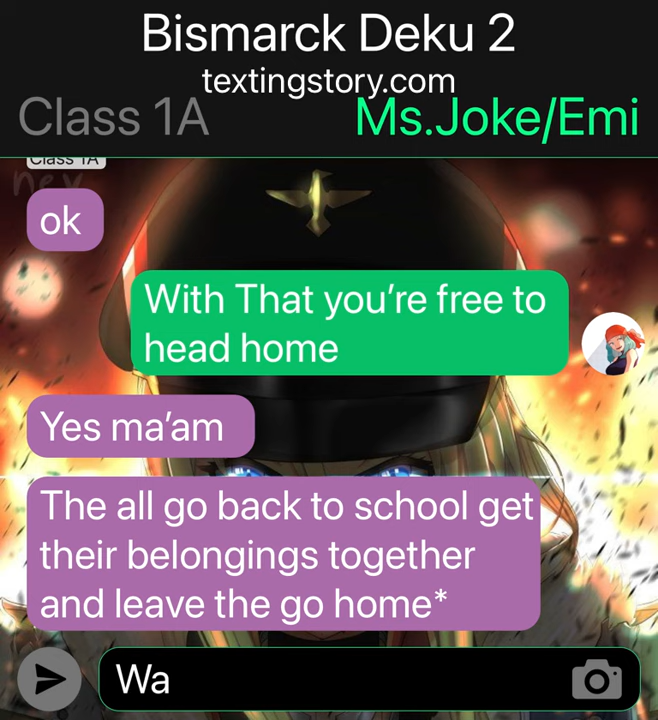 Bismarck Deku 2
textingstory.com
Class 1A Ms.Joke/Emi
Class 1A
ok
With That you're free to
head home
Yes ma'am
The all go back to school get
their belongings together
and leave the go home*
Wa